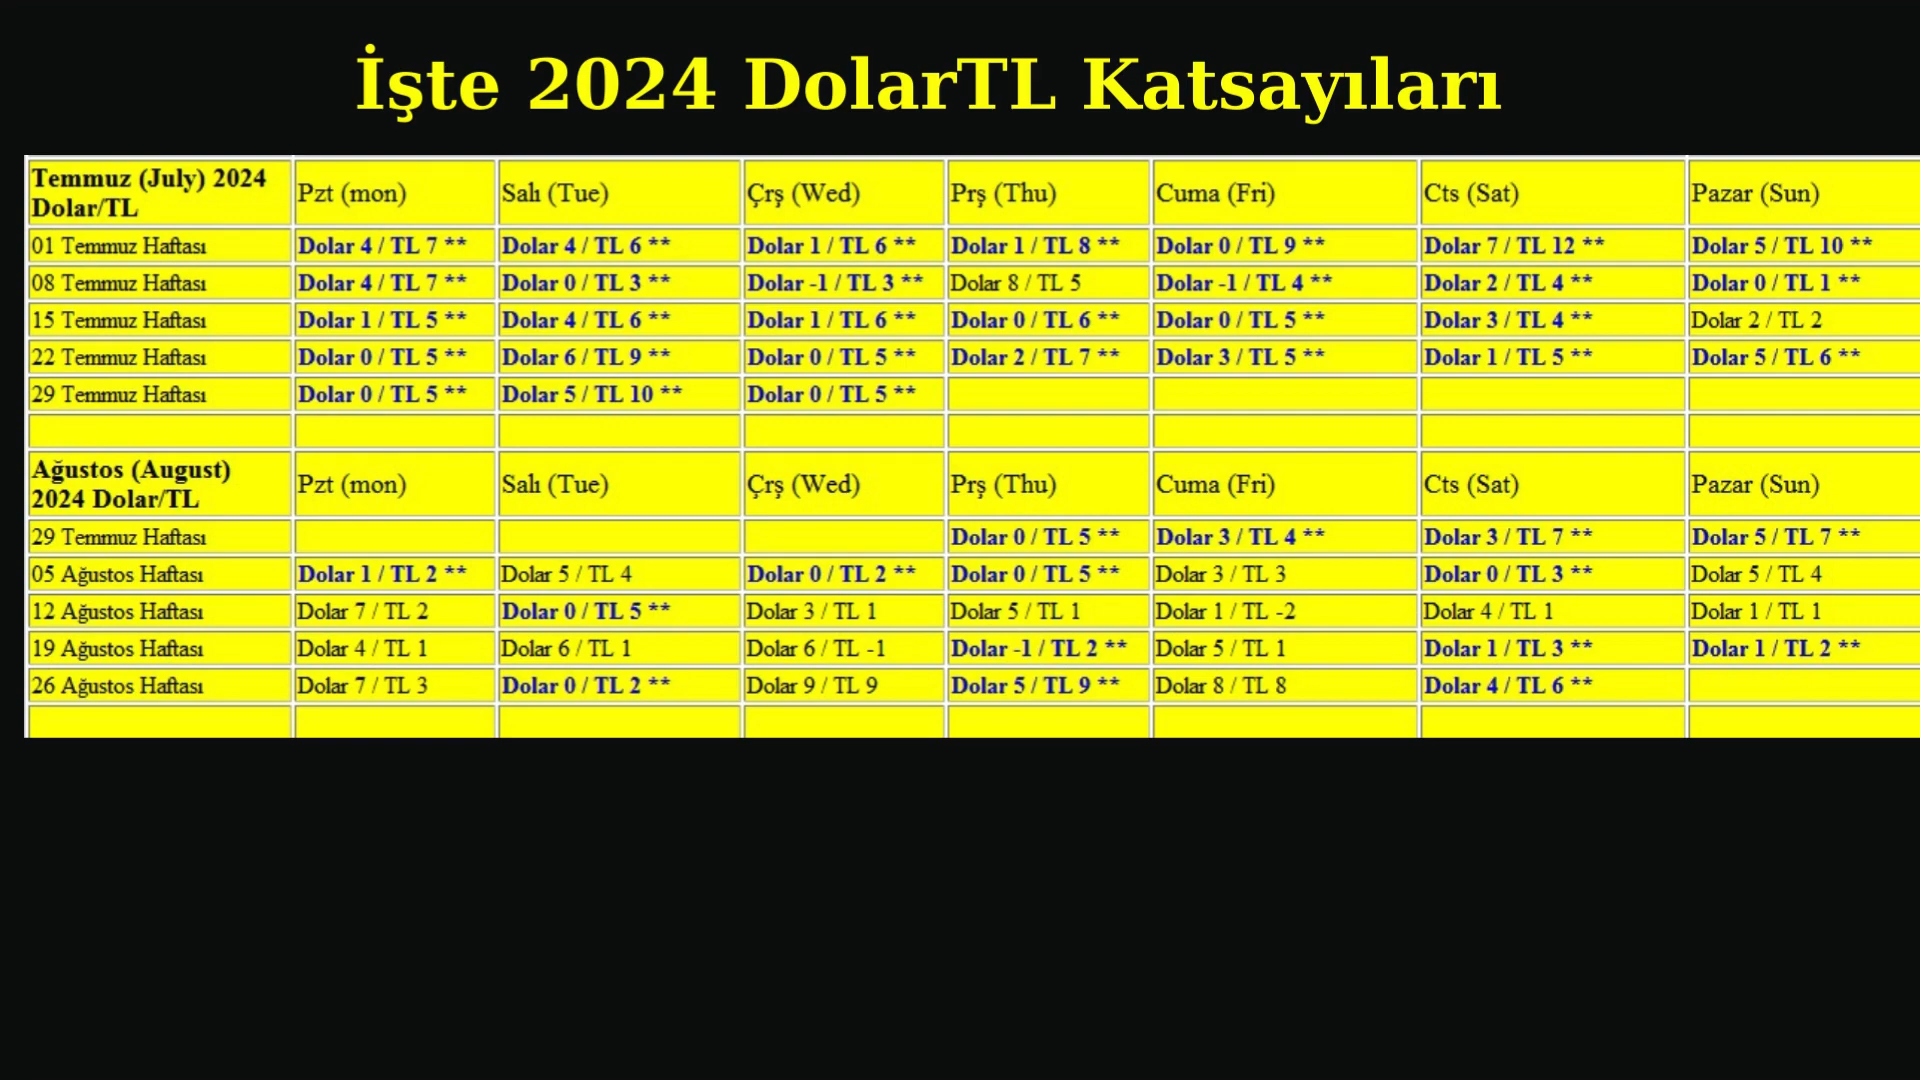 İşte 2024 DolarTL Katsayıları
Temmuz (July) 2024 Dolar/TL Pzt (mon) Salı (Tue) Çrş (Wed) Prş (Thu) Cuma (Fri) Cts (Sat) Pazar (Sun)
01 Temmuz Haftası Dolar 4 / TL 7 ** Dolar 4 / TL 6 ** Dolar 1 / TL 6 ** Dolar 1 / TL 8 ** Dolar 0 / TL 9 ** Dolar 7 / TL 12 ** Dolar 5 / TL 10 **
08 Temmuz Haftası Dolar 4 / TL 7 ** Dolar 0 / TL 3 ** Dolar -1 / TL 3 ** Dolar 8 / TL 5 Dolar -1 / TL 4 ** Dolar 2 / TL 4 ** Dolar 0 / TL 1 **
15 Temmuz Haftası Dolar 1 / TL 5 ** Dolar 4 / TL 6 ** Dolar 1 / TL 6 ** Dolar 0 / TL 6 ** Dolar 0 / TL 5 ** Dolar 3 / TL 4 ** Dolar 2 / TL 2
22 Temmuz Haftası Dolar 0 / TL 5 ** Dolar 6 / TL 9 ** Dolar 0 / TL 5 ** Dolar 2 / TL 7 ** Dolar 3 / TL 5 ** Dolar 1 / TL 5 ** Dolar 5 / TL 6 **
29 Temmuz Haftası Dolar 0 / TL 5 ** Dolar 5 / TL 10 ** Dolar 0 / TL 5 **
Ağustos (August) 2024 Dolar/TL Pzt (mon) Salı (Tue) Çrş (Wed) Prş (Thu) Cuma (Fri) Cts (Sat) Pazar (Sun)
29 Temmuz Haftası Dolar 0 / TL 5 ** Dolar 3 / TL 4 ** Dolar 3 / TL 7 ** Dolar 5 / TL 7 **
05 Ağustos Haftası Dolar 1 / TL 2 ** Dolar 5 / TL 4 Dolar 0 / TL 2 ** Dolar 0 / TL 5 ** Dolar 3 / TL 3 Dolar 0 / TL 3 ** Dolar 5 / TL 4
12 Ağustos Haftası Dolar 7 / TL 2 Dolar 0 / TL 5 ** Dolar 3 / TL 1 Dolar 5 / TL 1 Dolar 1 / TL -2 Dolar 4 / TL 1 Dolar 1 / TL 1
19 Ağustos Haftası Dolar 4 / TL 1 Dolar 6 / TL 1 Dolar 6 / TL -1 Dolar -1 / TL 2 ** Dolar 5 / TL 1 Dolar 1 / TL 3 ** Dolar 1 / TL 2 **
26 Ağustos Haftası Dolar 7 / TL 3 Dolar 0 / TL 2 ** Dolar 9 / TL 9 Dolar 5 / TL 9 ** Dolar 8 / TL 8 Dolar 4 / TL 6 **